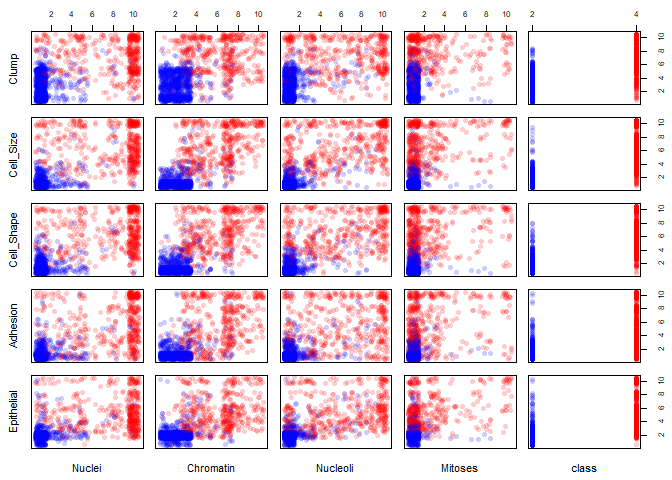 2 4 6 8 10 2 4 6 8 10 2 4 6 8 10 2 4 6 8 10 2 4
Clump 2 4 6 8 10
Cell_Size 2 4 6 8 10
Cell_Shape 2 4 6 8 10
Adhesion 2 4 6 8 10
Epithelial 2 4 6 8 10
Nuclei Chromatin Nucleoli Mitoses class